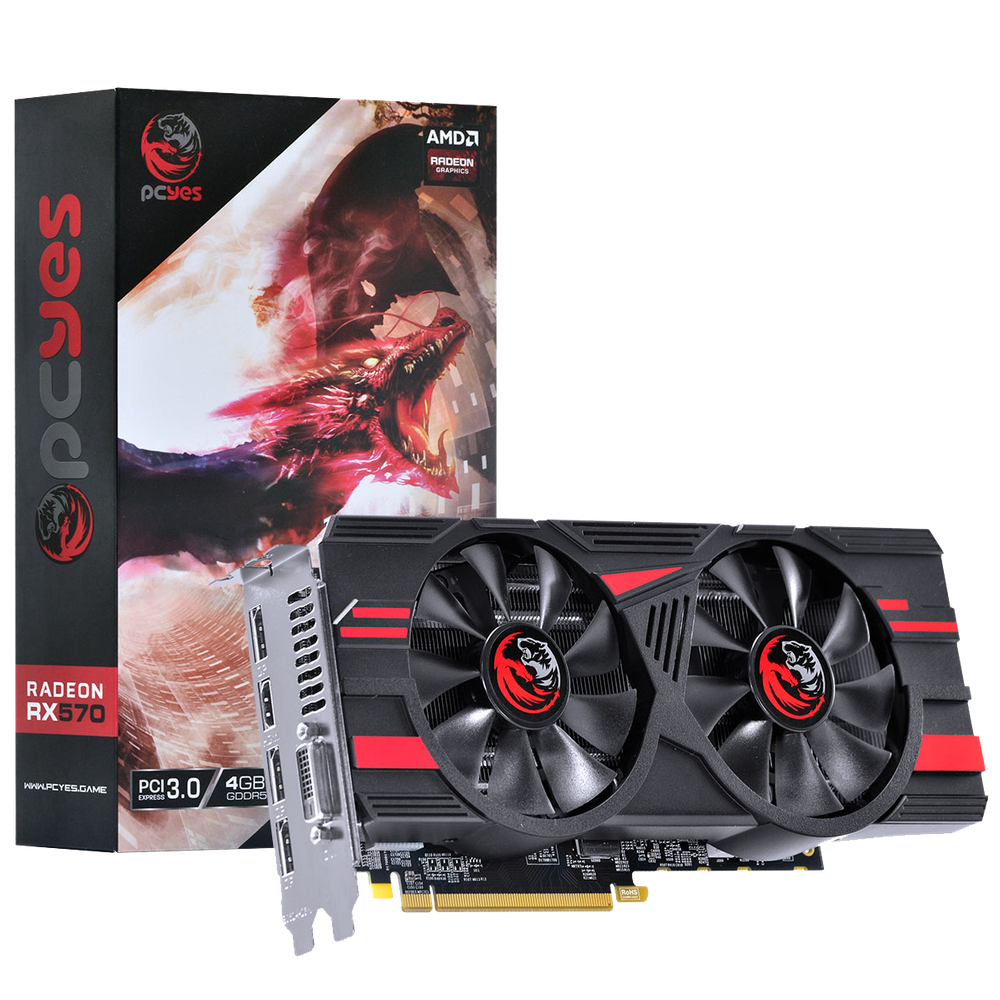 pcyes
AMD
RADEON
GRAPHICS
pcyes
RADEON
RX570
WWW.PCYES.GAME
PCI
EXPRESS
3.0
4GB
GDDR5
RoHS